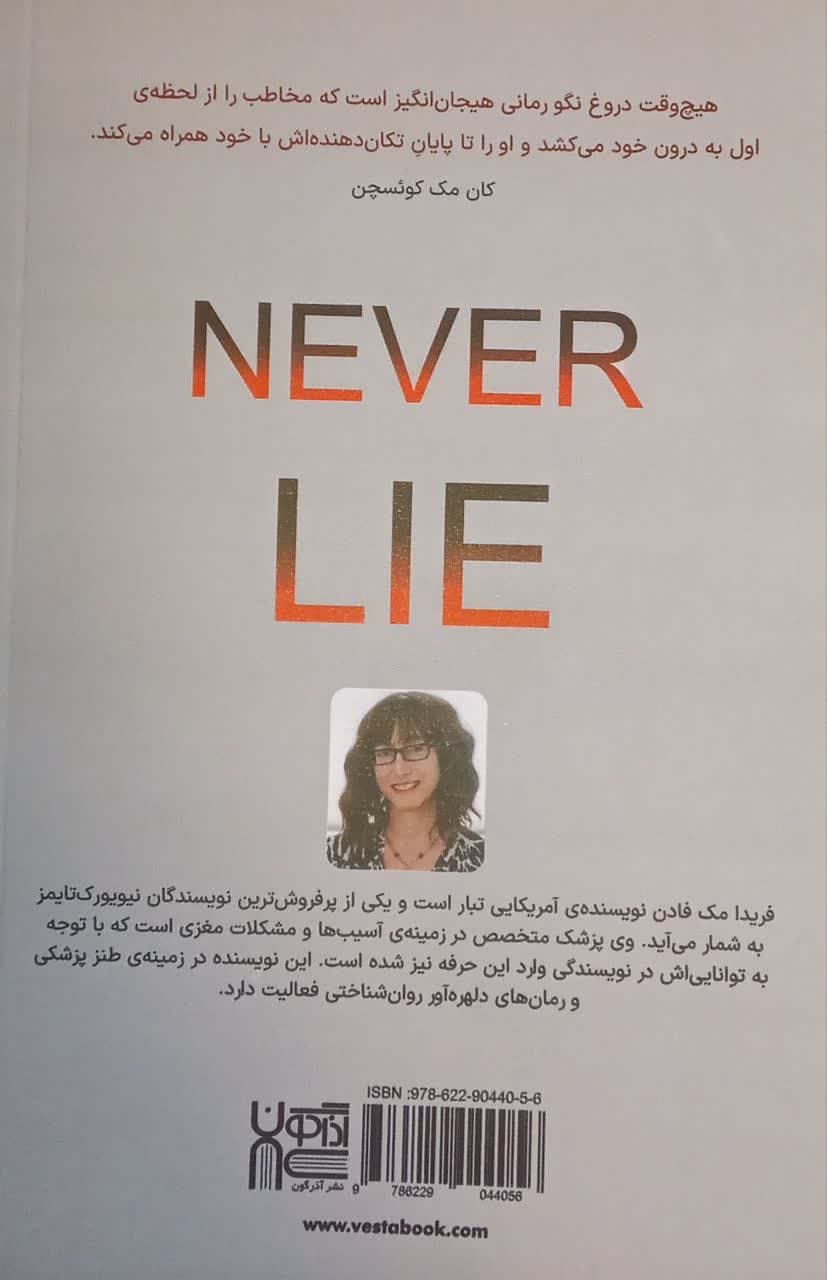 هیچ‌وقت دروغ نگو رمانی هیجان‌انگیز است که مخاطب را از لحظه‌ی
اول به درون خود می‌کشد و او را تا پایانِ تکان‌دهنده‌اش با خود همراه می‌کند.
کان مک کوئسچن
NEVER
LIE
فریدا مک فادن نویسنده‌ی آمریکایی تبار است و یکی از پرفروش‌ترین نویسندگان نیویورک‌تایمز
به شمار می‌آید. وی پزشک متخصص در زمینه‌ی آسیب‌ها و مشکلات مغزی است که با توجه
به توانایی‌اش در نویسندگی وارد این حرفه نیز شده است. این نویسنده در زمینه‌ی طنز پزشکی
و رمان‌های دلهره‌آور روان‌شناختی فعالیت دارد.
ISBN :978-622-90440-5-6
آذرگون
نشر آذرگون
9 786229 044056
www.vestabook.com